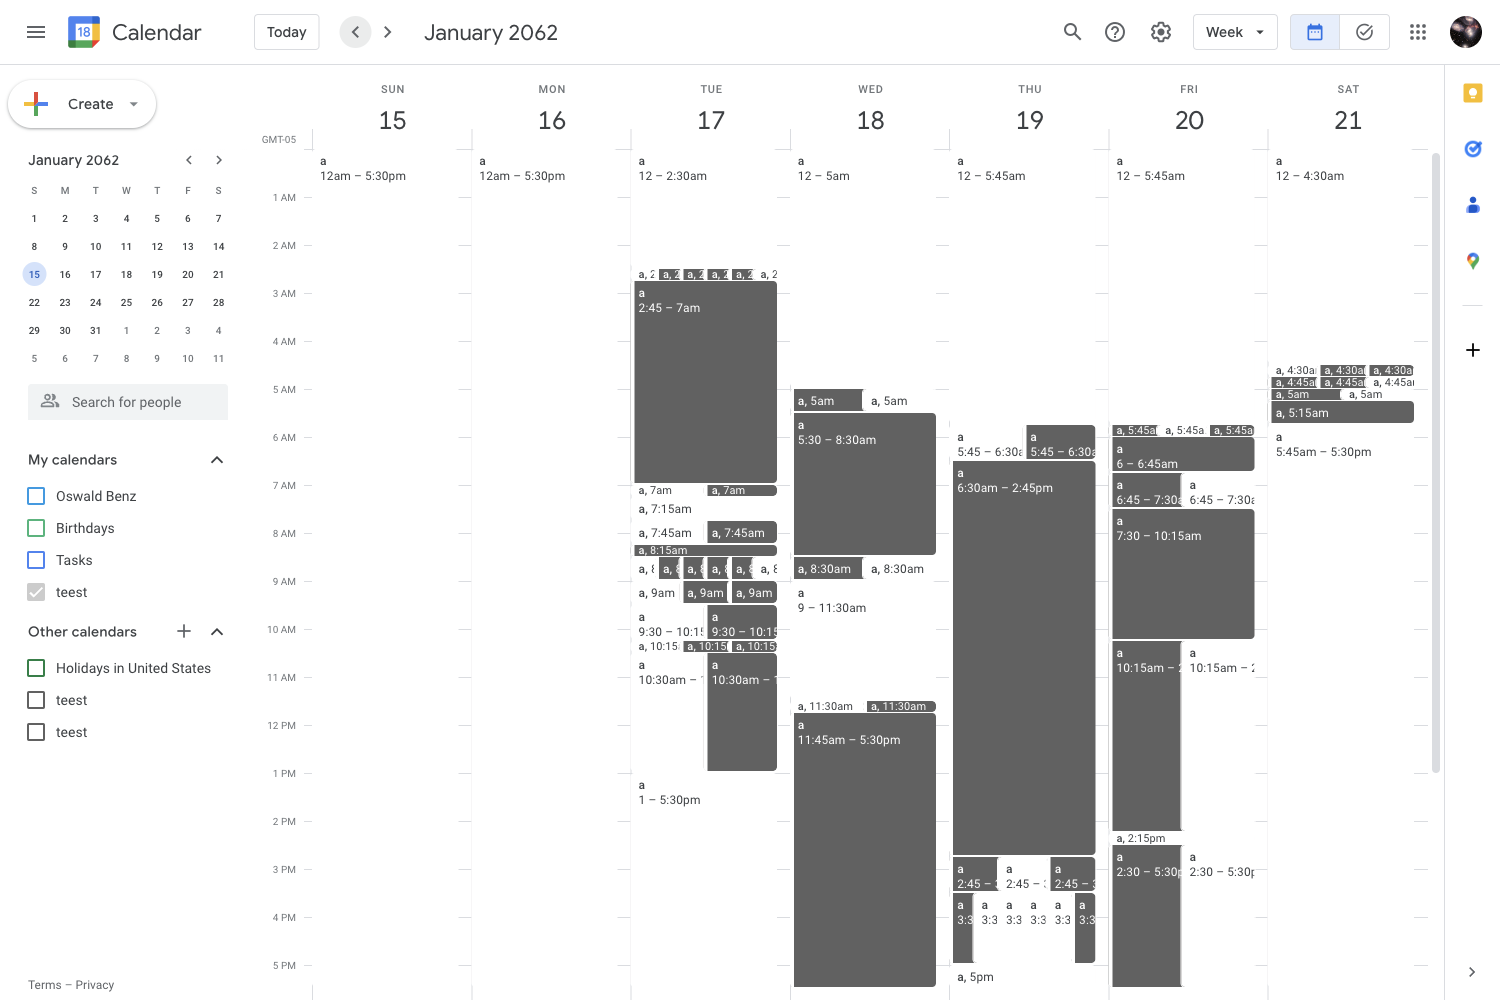 18
Calendar
Today
January 2062
Week
Create
January 2062
S M T W T F S
1 2 3 4 5 6 7
8 9 10 11 12 13 14
15 16 17 18 19 20 21
22 23 24 25 26 27 28
29 30 31 1 2 3 4
5 6 7 8 9 10 11
Search for people
My calendars
Oswald Benz
Birthdays
Tasks
teest
Other calendars
Holidays in United States
teest
teest
Terms – Privacy
GMT-05
1 AM
2 AM
3 AM
4 AM
5 AM
6 AM
7 AM
8 AM
9 AM
10 AM
11 AM
12 PM
1 PM
2 PM
3 PM
4 PM
5 PM
SUN
15
a
12am – 5:30pm
MON
16
a
12am – 5:30pm
TUE
17
a
12 – 2:30am
a, 2 a, 2 a, 2 a, 2 a, 2 a, 2
a
2:45 – 7am
a, 7am a, 7am
a, 7:15am
a, 7:45am a, 7:45am
a, 8:15am
a, 8 a, 8 a, 8 a, 8 a, 8 a, 8
a, 9am a, 9am a, 9am
a a
9:30 – 10:15 9:30 – 10:15
a, 10:15 a, 10:15 a, 10:15
a a
10:30am – 1 10:30am – 1
a
1 – 5:30pm
WED
18
a
12 – 5am
a, 5am a, 5am
a
5:30 – 8:30am
a, 8:30am a, 8:30am
a
9 – 11:30am
a, 11:30am a, 11:30am
a
11:45am – 5:30pm
THU
19
a
12 – 5:45am
a a
5:45 – 6:30a 5:45 – 6:30a
a
6:30am – 2:45pm
a a a
2:45 – 3 2:45 – 3 2:45 – 3
a a a a a a
3:3 3:3 3:3 3:3 3:3 3:3
a, 5pm
FRI
20
a
12 – 5:45am
a, 5:45a a, 5:45a a, 5:45a
a
6 – 6:45am
a a
6:45 – 7:30a 6:45 – 7:30a
a
7:30 – 10:15am
a a
10:15am – 2 10:15am – 2
a, 2:15pm
a a
2:30 – 5:30p 2:30 – 5:30p
SAT
21
a
12 – 4:30am
a, 4:30a a, 4:30a a, 4:30a
a, 4:45a a, 4:45a a, 4:45a
a, 5am a, 5am
a, 5:15am
a
5:45am – 5:30pm